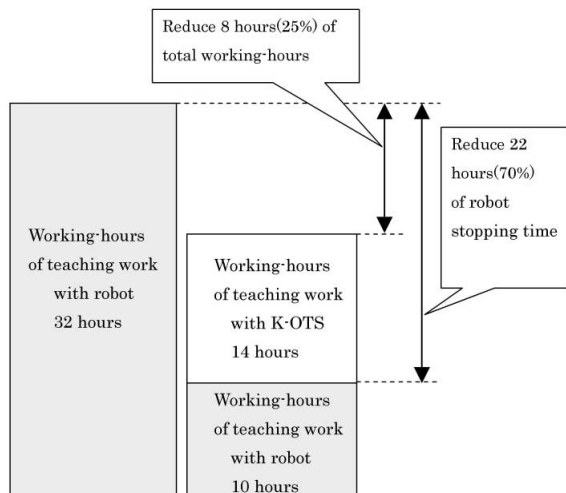 Reduce 8 hours(25%) of
total working-hours
Reduce 22
hours(70%)
of robot
stopping time
Working-hours
of teaching work
with robot
32 hours
Working-hours
of teaching work
with K-OTS
14 hours
Working-hours
of teaching work
with robot
10 hours